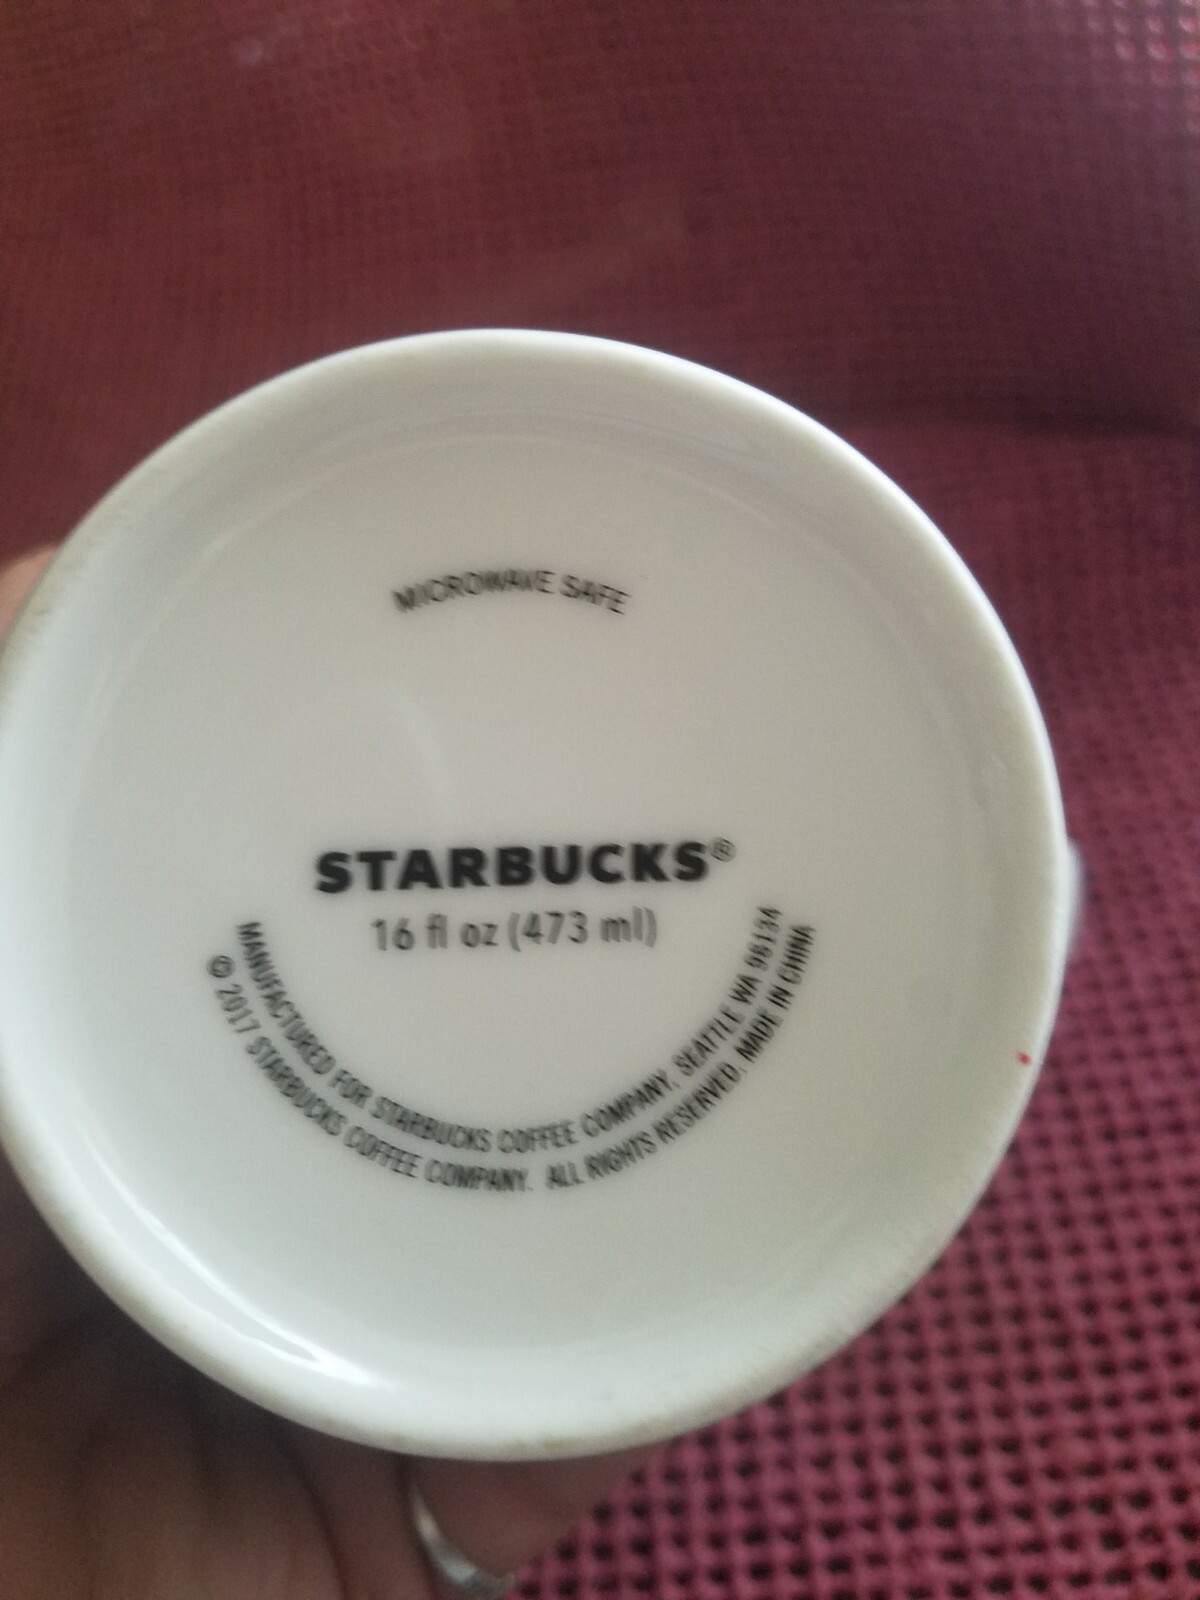 MICROWAVE SAFE
STARBUCKS®
16 fl oz (473 ml)
MANUFACTURED FOR STARBUCKS COFFEE COMPANY, SEATTLE WA 98134
© 2017 STARBUCKS COFFEE COMPANY. ALL RIGHTS RESERVED. MADE IN CHINA